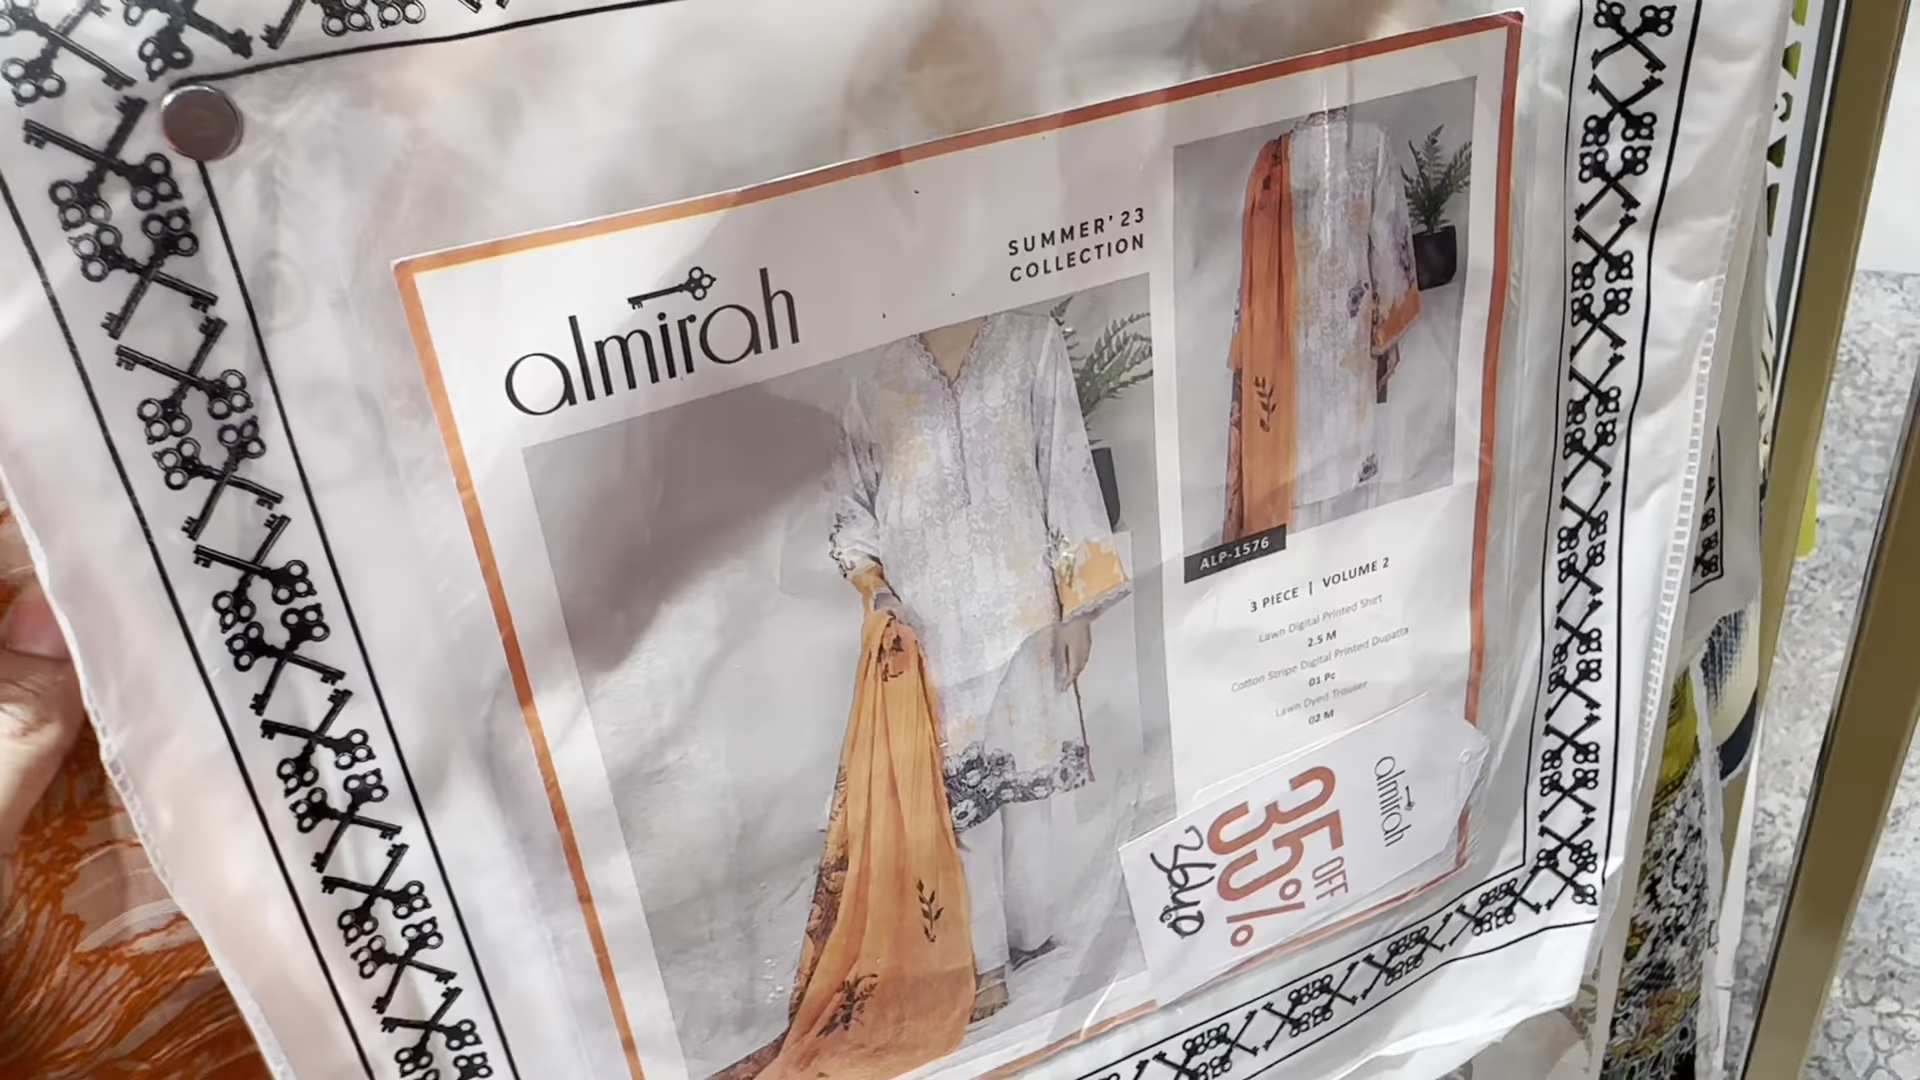 almirah
SUMMER'23
COLLECTION
ALP-1576
3 PIECE | VOLUME 2
Lawn Digital Printed Shirt
2.5 M
Cotton Stripe Digital Printed Dupatta
01 Pc
Lawn Dyed Trouser
02 M
almirah
35% OFF